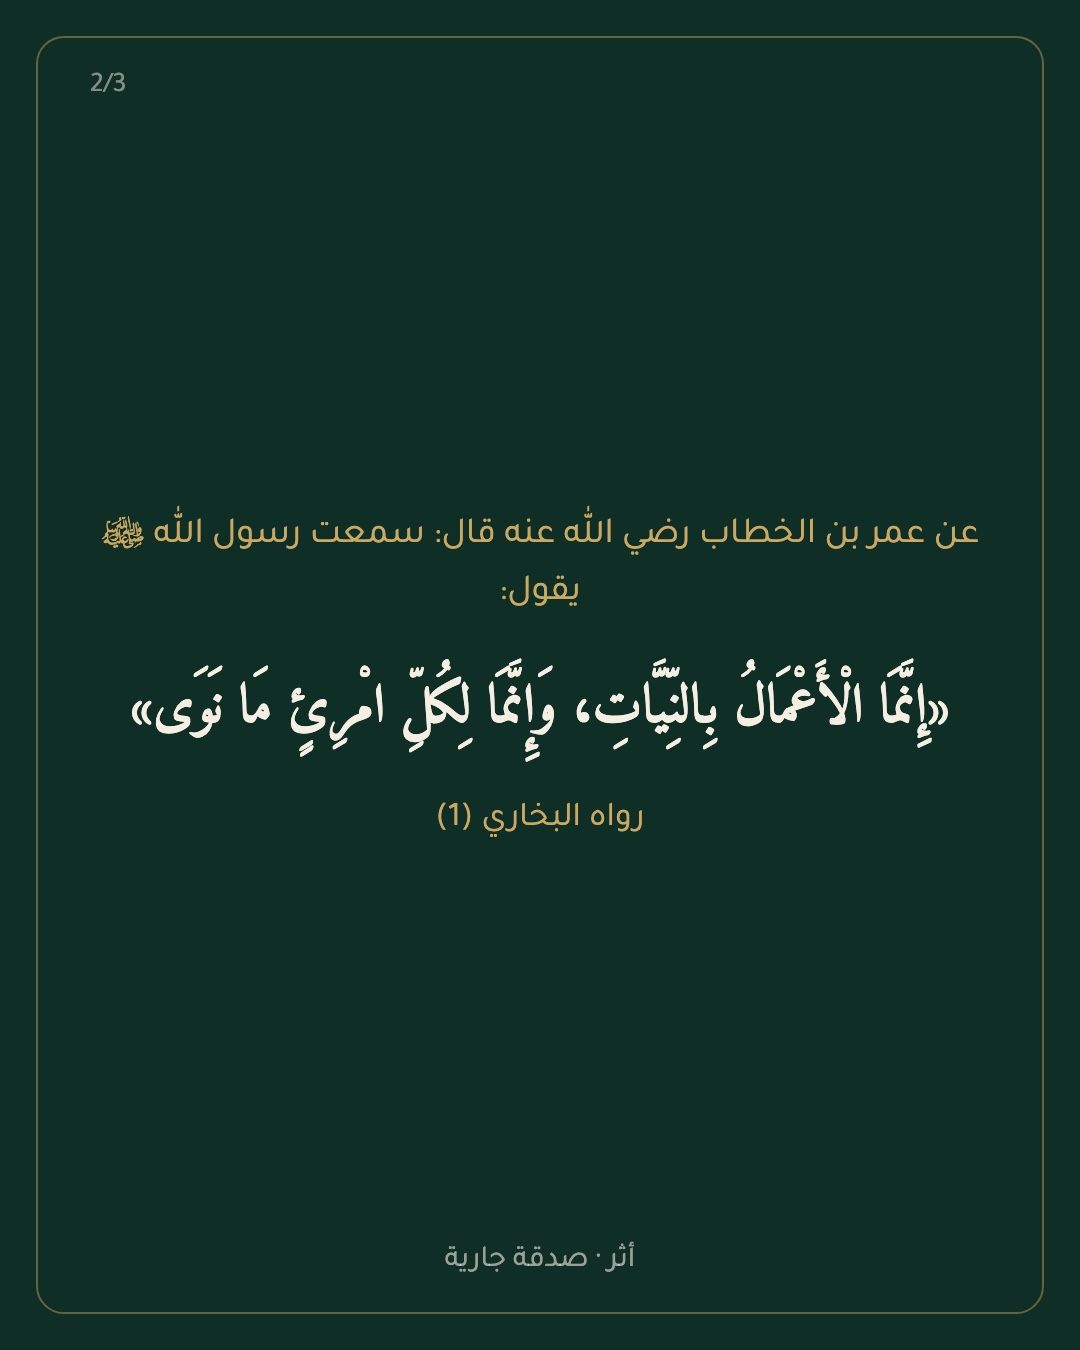 2/3
عن عمر بن الخطاب رضي الله عنه قال: سمعت رسول الله ﷺ
يقول:
«إِنَّمَا الْأَعْمَالُ بِالنِّيَّاتِ، وَإِنَّمَا لِكُلِّ امْرِئٍ مَا نَوَى»
رواه البخاري (1)
أثر · صدقة جارية